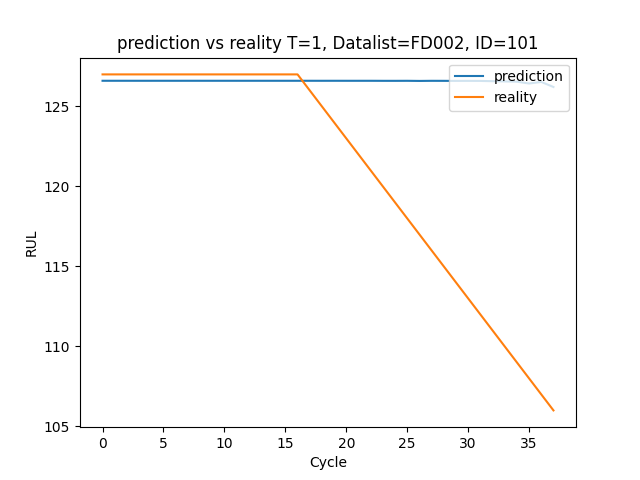 prediction vs reality T=1, Datalist=FD002, ID=101
prediction
reality
125
120
115
110
105
RUL
0 5 10 15 20 25 30 35
Cycle